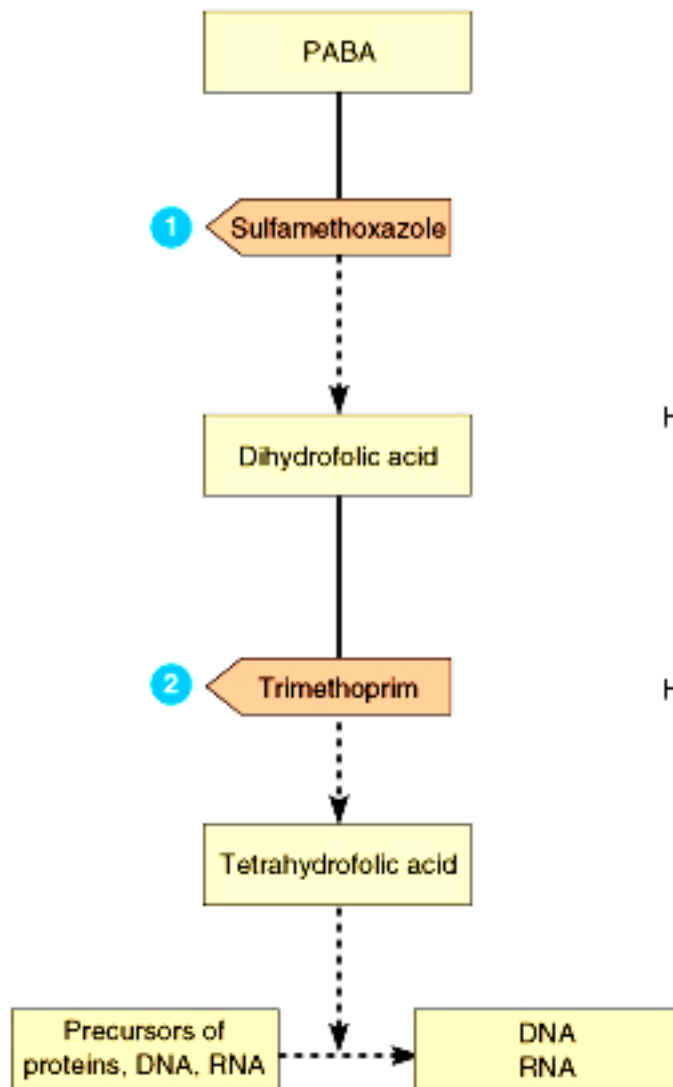 PABA
1
Sulfamethoxazole
Dihydrofolic acid
H
2
Trimethoprim
H
Tetrahydrofolic acid
Precursors of
proteins, DNA, RNA
DNA
RNA